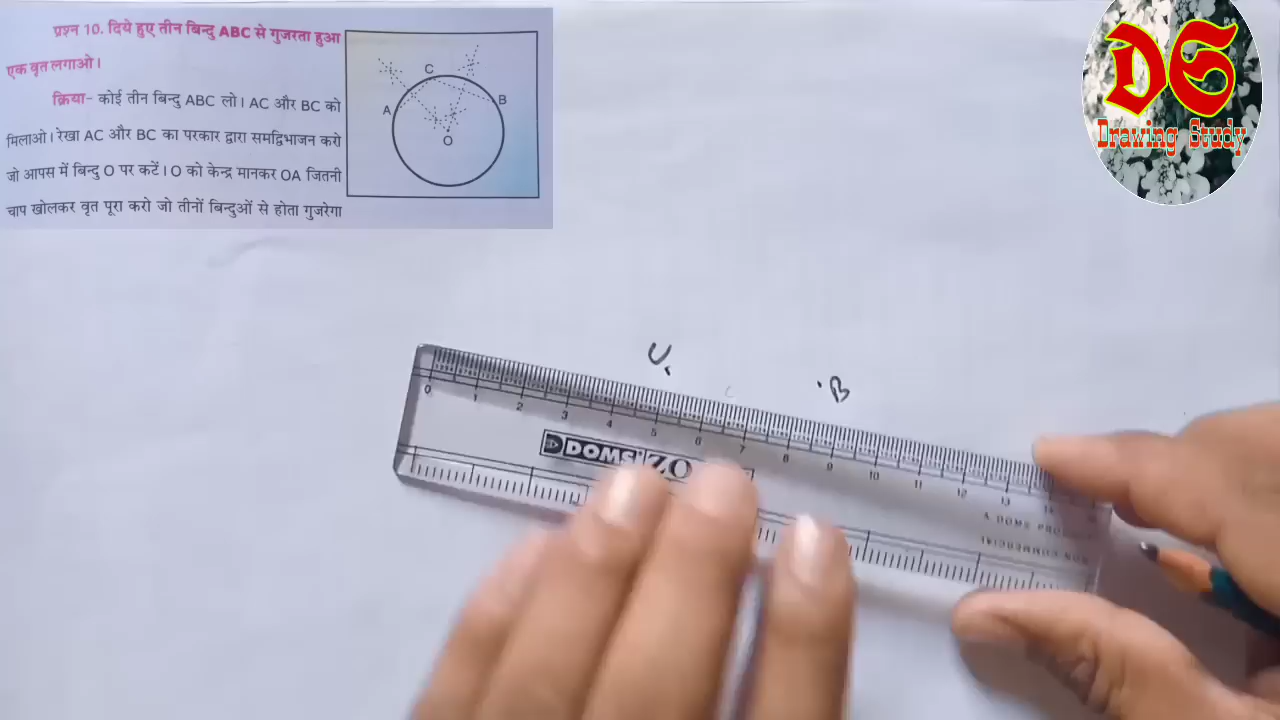 प्रश्न 10. दिये हुए तीन बिन्दु ABC से गुजरता हुआ
एक वृत लगाओ।
क्रिया- कोई तीन बिन्दु ABC लो। AC और BC को
मिलाओ। रेखा AC और BC का परकार द्वारा समद्विभाजन करो
जो आपस में बिन्दु O पर कटें। O को केन्द्र मानकर OA जितनी
चाप खोलकर वृत पूरा करो जो तीनों बिन्दुओं से होता गुजरेगा
C
A
B
O
DS
Drawing Study
B
0 1 2 3 4 5 6 7 8 9 10 11 12 13
DOMS ZO